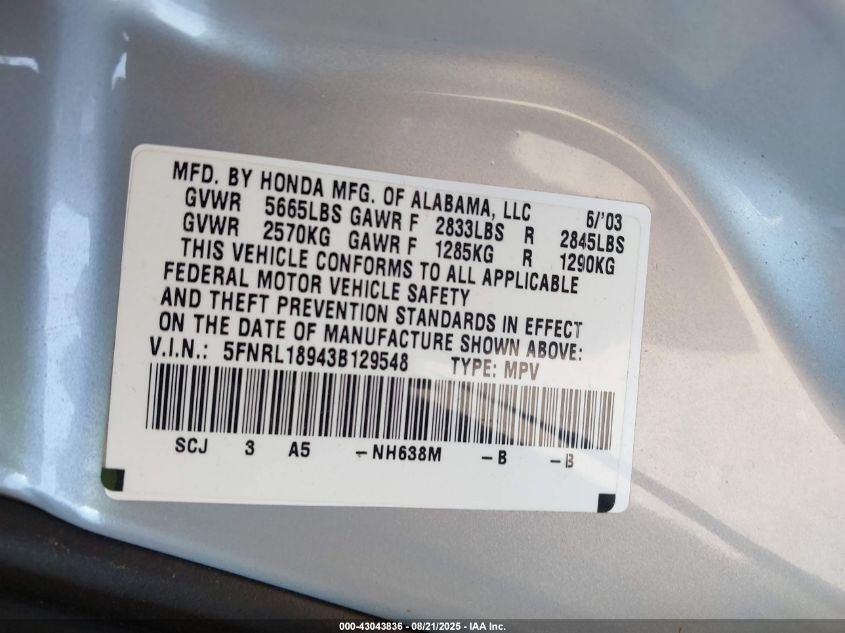 MFD. BY HONDA MFG. OF ALABAMA, LLC 6/'03
GVWR 5665LBS GAWR F 2833LBS R 2845LBS
GVWR 2570KG GAWR F 1285KG R 1290KG
THIS VEHICLE CONFORMS TO ALL APPLICABLE
FEDERAL MOTOR VEHICLE SAFETY
AND THEFT PREVENTION STANDARDS IN EFFECT
ON THE DATE OF MANUFACTURE SHOWN ABOVE:
V.I.N.: 5FNRL18943B129548 TYPE: MPV
SCJ 3 A5 -NH638M -B -B
000-43043836 - 08/21/2025 - IAA Inc.